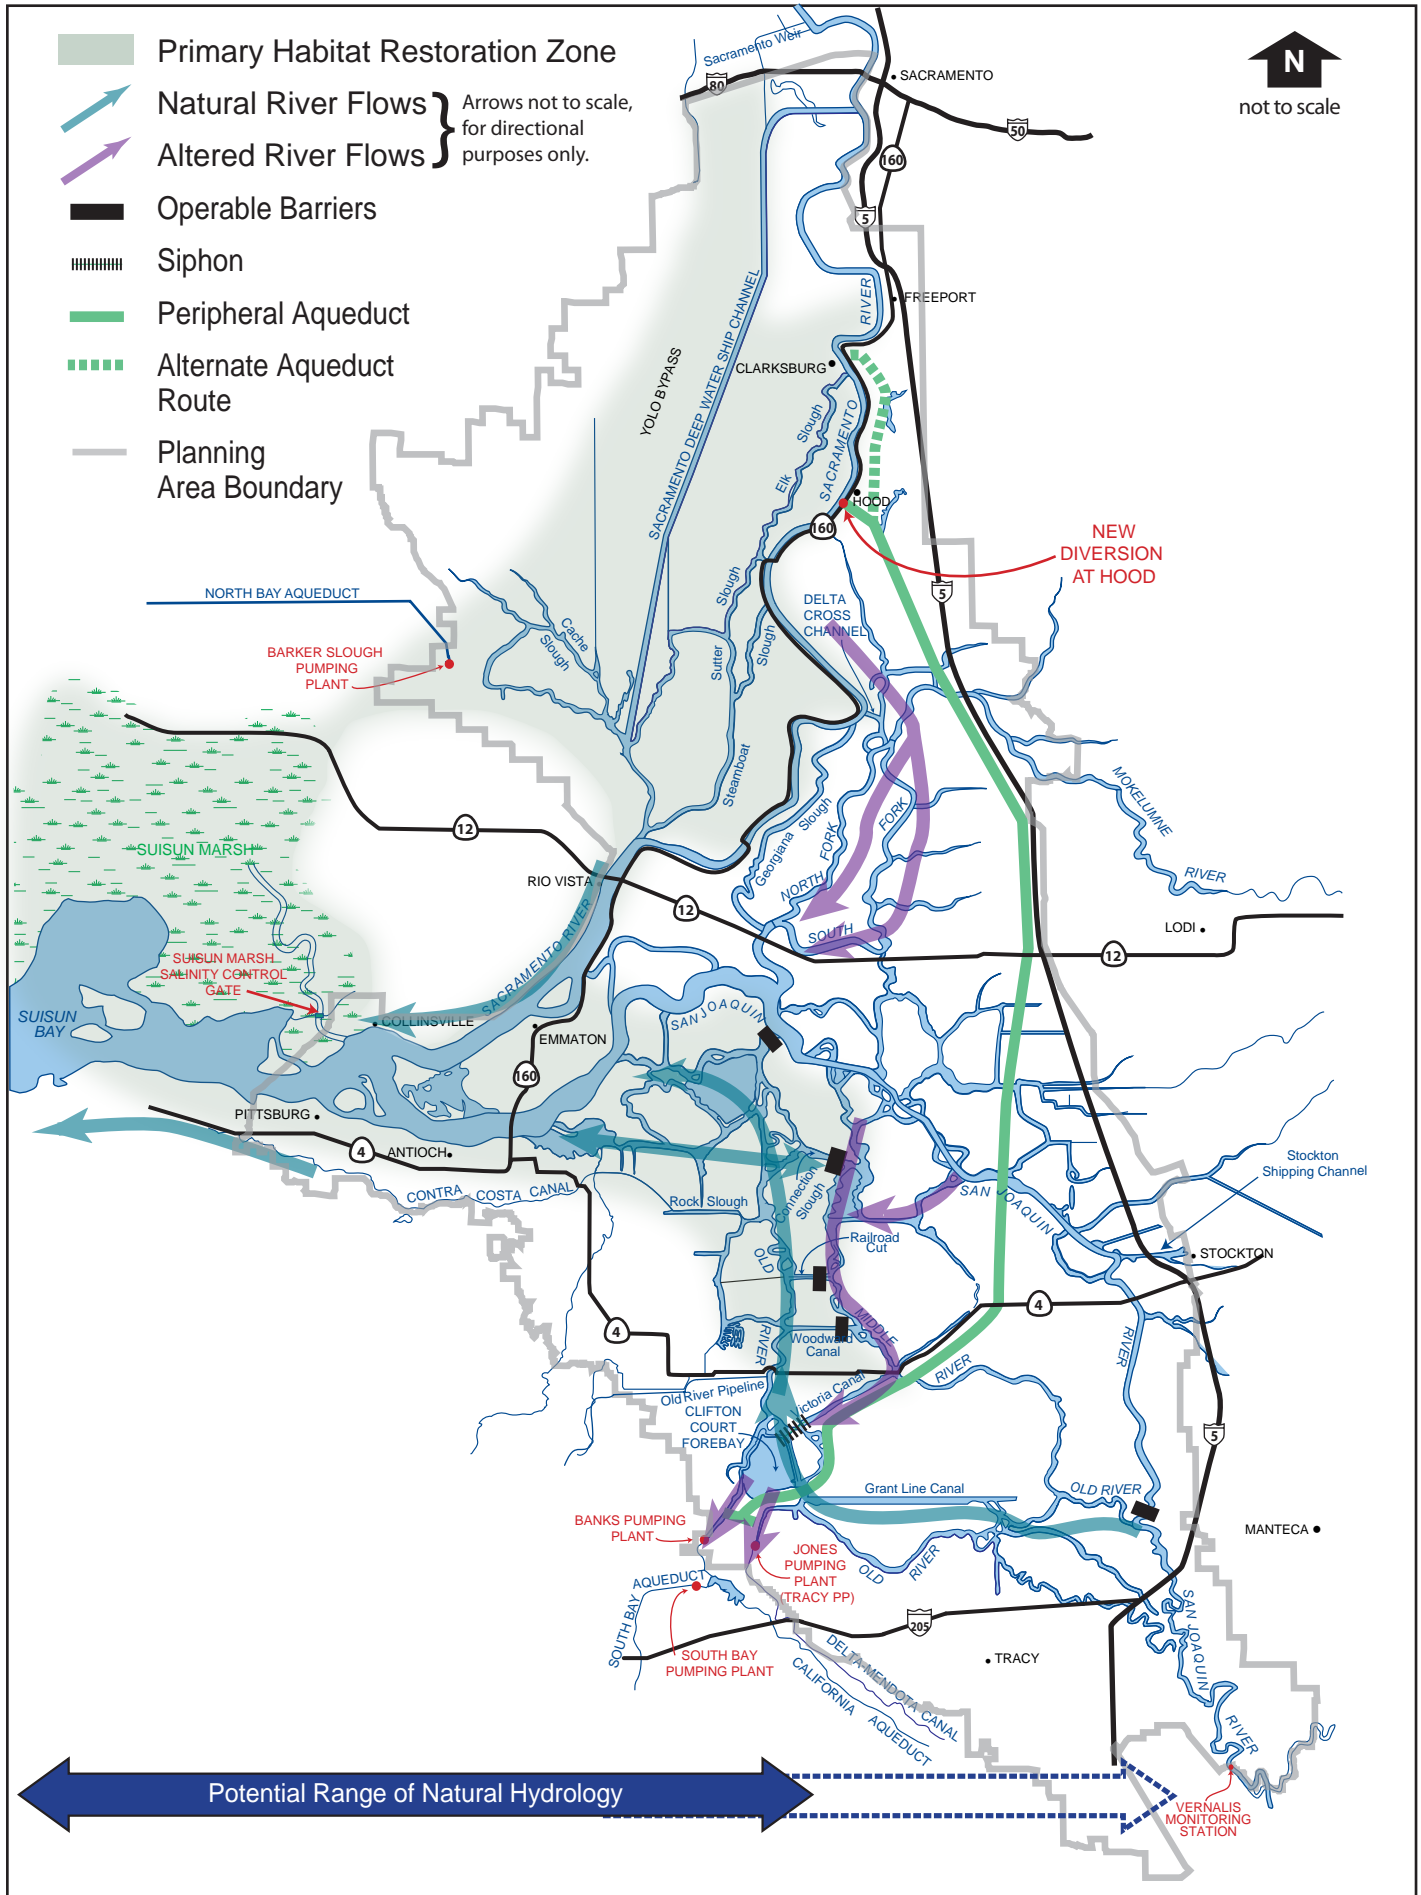 Primary Habitat Restoration Zone
Natural River Flows
Altered River Flows
}
Arrows not to scale,
for directional
purposes only.
Operable Barriers
Siphon
Peripheral Aqueduct
Alternate Aqueduct
Route
Planning
Area Boundary
N
not to scale
Sacramento Weir
80
SACRAMENTO
50
160
5
FREEPORT
RIVER
SACRAMENTO DEEP WATER SHIP CHANNEL
YOLO BYPASS
CLARKSBURG
Elk Slough
SACRAMENTO
HOOD
160
NEW
DIVERSION
AT HOOD
5
NORTH BAY AQUEDUCT
BARKER SLOUGH
PUMPING
PLANT
Cache
Slough
Slough
Sutter
Slough
Steamboat
DELTA
CROSS
CHANNEL
MOKELUMNE
RIVER
Georgiana Slough
NORTH FORK
SOUTH FORK
SUISUN MARSH
12
RIO VISTA
12
LODI
12
SACRAMENTO RIVER
SUISUN MARSH
SALINITY CONTROL
GATE
SUISUN
BAY
COLLINSVILLE
EMMATON
SAN JOAQUIN
160
PITTSBURG
4
ANTIOCH
CONTRA COSTA CANAL
Rock Slough
Connection
Slough
SAN JOAQUIN
Stockton
Shipping Channel
STOCKTON
Railroad
Cut
OLD
RIVER
MIDDLE
RIVER
4
4
Woodward
Canal
RIVER
Old River Pipeline
Victoria Canal
CLIFTON
COURT
FOREBAY
5
Grant Line Canal
OLD RIVER
BANKS PUMPING
PLANT
MANTECA
JONES
PUMPING
PLANT
(TRACY PP)
OLD RIVER
SOUTH BAY AQUEDUCT
205
SOUTH BAY
PUMPING PLANT
TRACY
DELTA-MENDOTA CANAL
CALIFORNIA AQUEDUCT
SAN JOAQUIN
RIVER
Potential Range of Natural Hydrology
VERNALIS
MONITORING
STATION